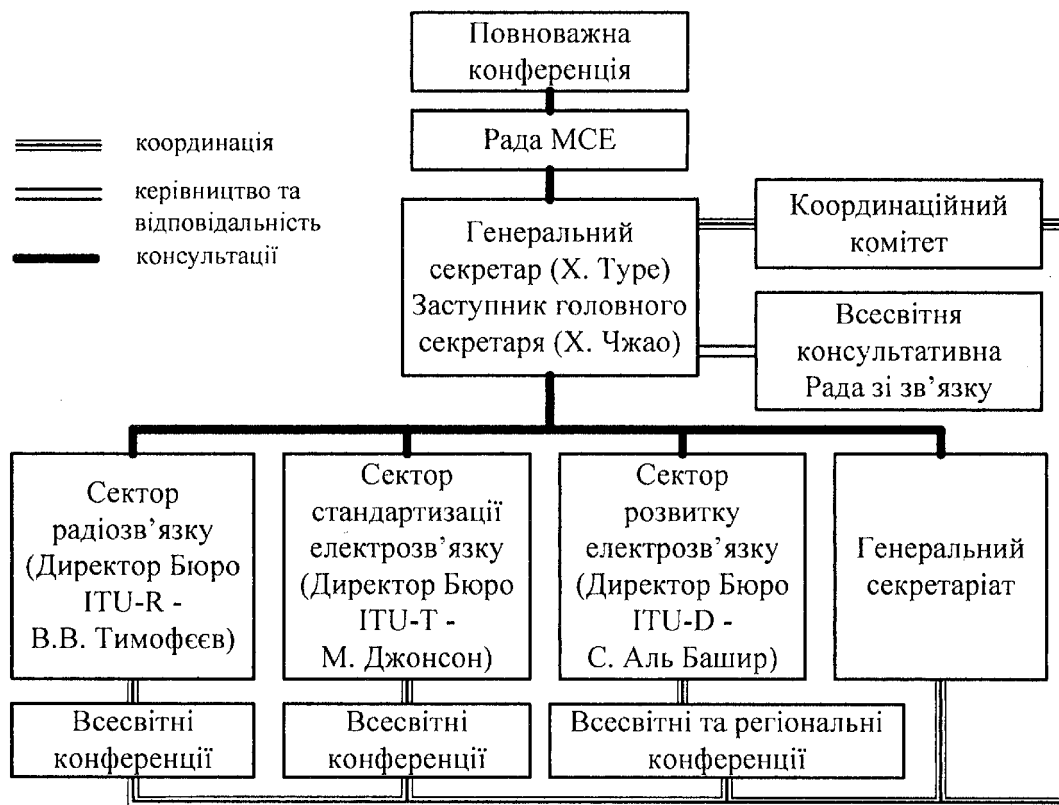 Повноважна
конференція
Рада МСЕ
координація
керівництво та
відповідальність
консультації
Генеральний
секретар (Х. Туре)
Заступник головного
секретаря (Х. Чжао)
Координаційний
комітет
Всесвітня
консультативна
Рада зі зв’язку
Сектор
радіозв’язку
(Директор Бюро
ITU-R -
В.В. Тимофєєв)
Сектор
стандартизації
електрозв’язку
(Директор Бюро
ITU-T -
М. Джонсон)
Сектор
розвитку
електрозв’язку
(Директор Бюро
ITU-D -
С. Аль Башир)
Генеральний
секретаріат
Всесвітні
конференції
Всесвітні
конференції
Всесвітні та регіональні
конференції